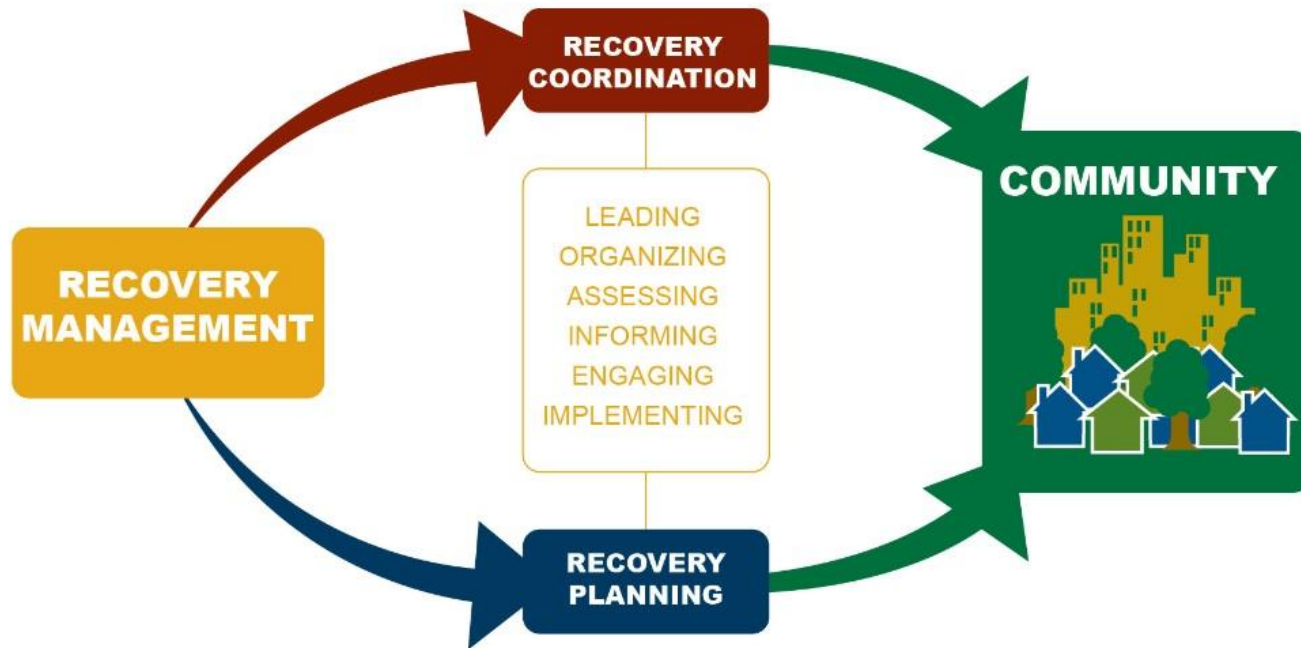 RECOVERY
COORDINATION
COMMUNITY
LEADING
ORGANIZING
ASSESSING
INFORMING
ENGAGING
IMPLEMENTING
RECOVERY
MANAGEMENT
RECOVERY
PLANNING